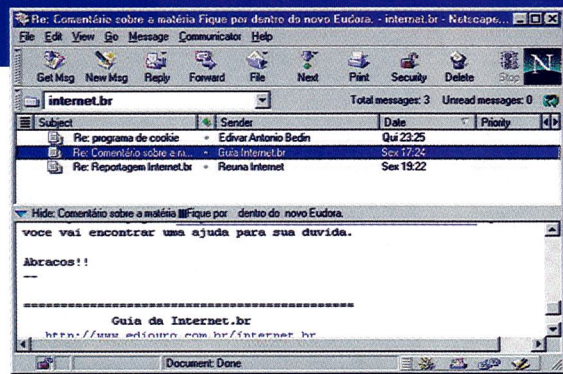 Re: Comentário sobre a matéria Fique por dentro do novo Eudora. - internet.br - Netscape...
File Edit View Go Message Communicator Help
Get Msg New Msg Reply Forward File Next Print Security Delete Stop N
internet.br Total messages: 3 Unread messages: 0
Subject Sender Date Priority
Re: programa de cookie Edivar Antonio Bedin Qui 23:25
Re: Comentário sobre a m... Guia Internet.br Sex 17:24
Re: Reportagem Internet.br Reuna Internet Sex 19:22
Hide: Comentário sobre a matéria Fique por dentro do novo Eudora.
voce vai encontrar uma ajuda para sua duvida.
Abracos!!
--
==============================================
Guia da Internet.br
http://www.ediouro.com.br/internet.br
Document: Done